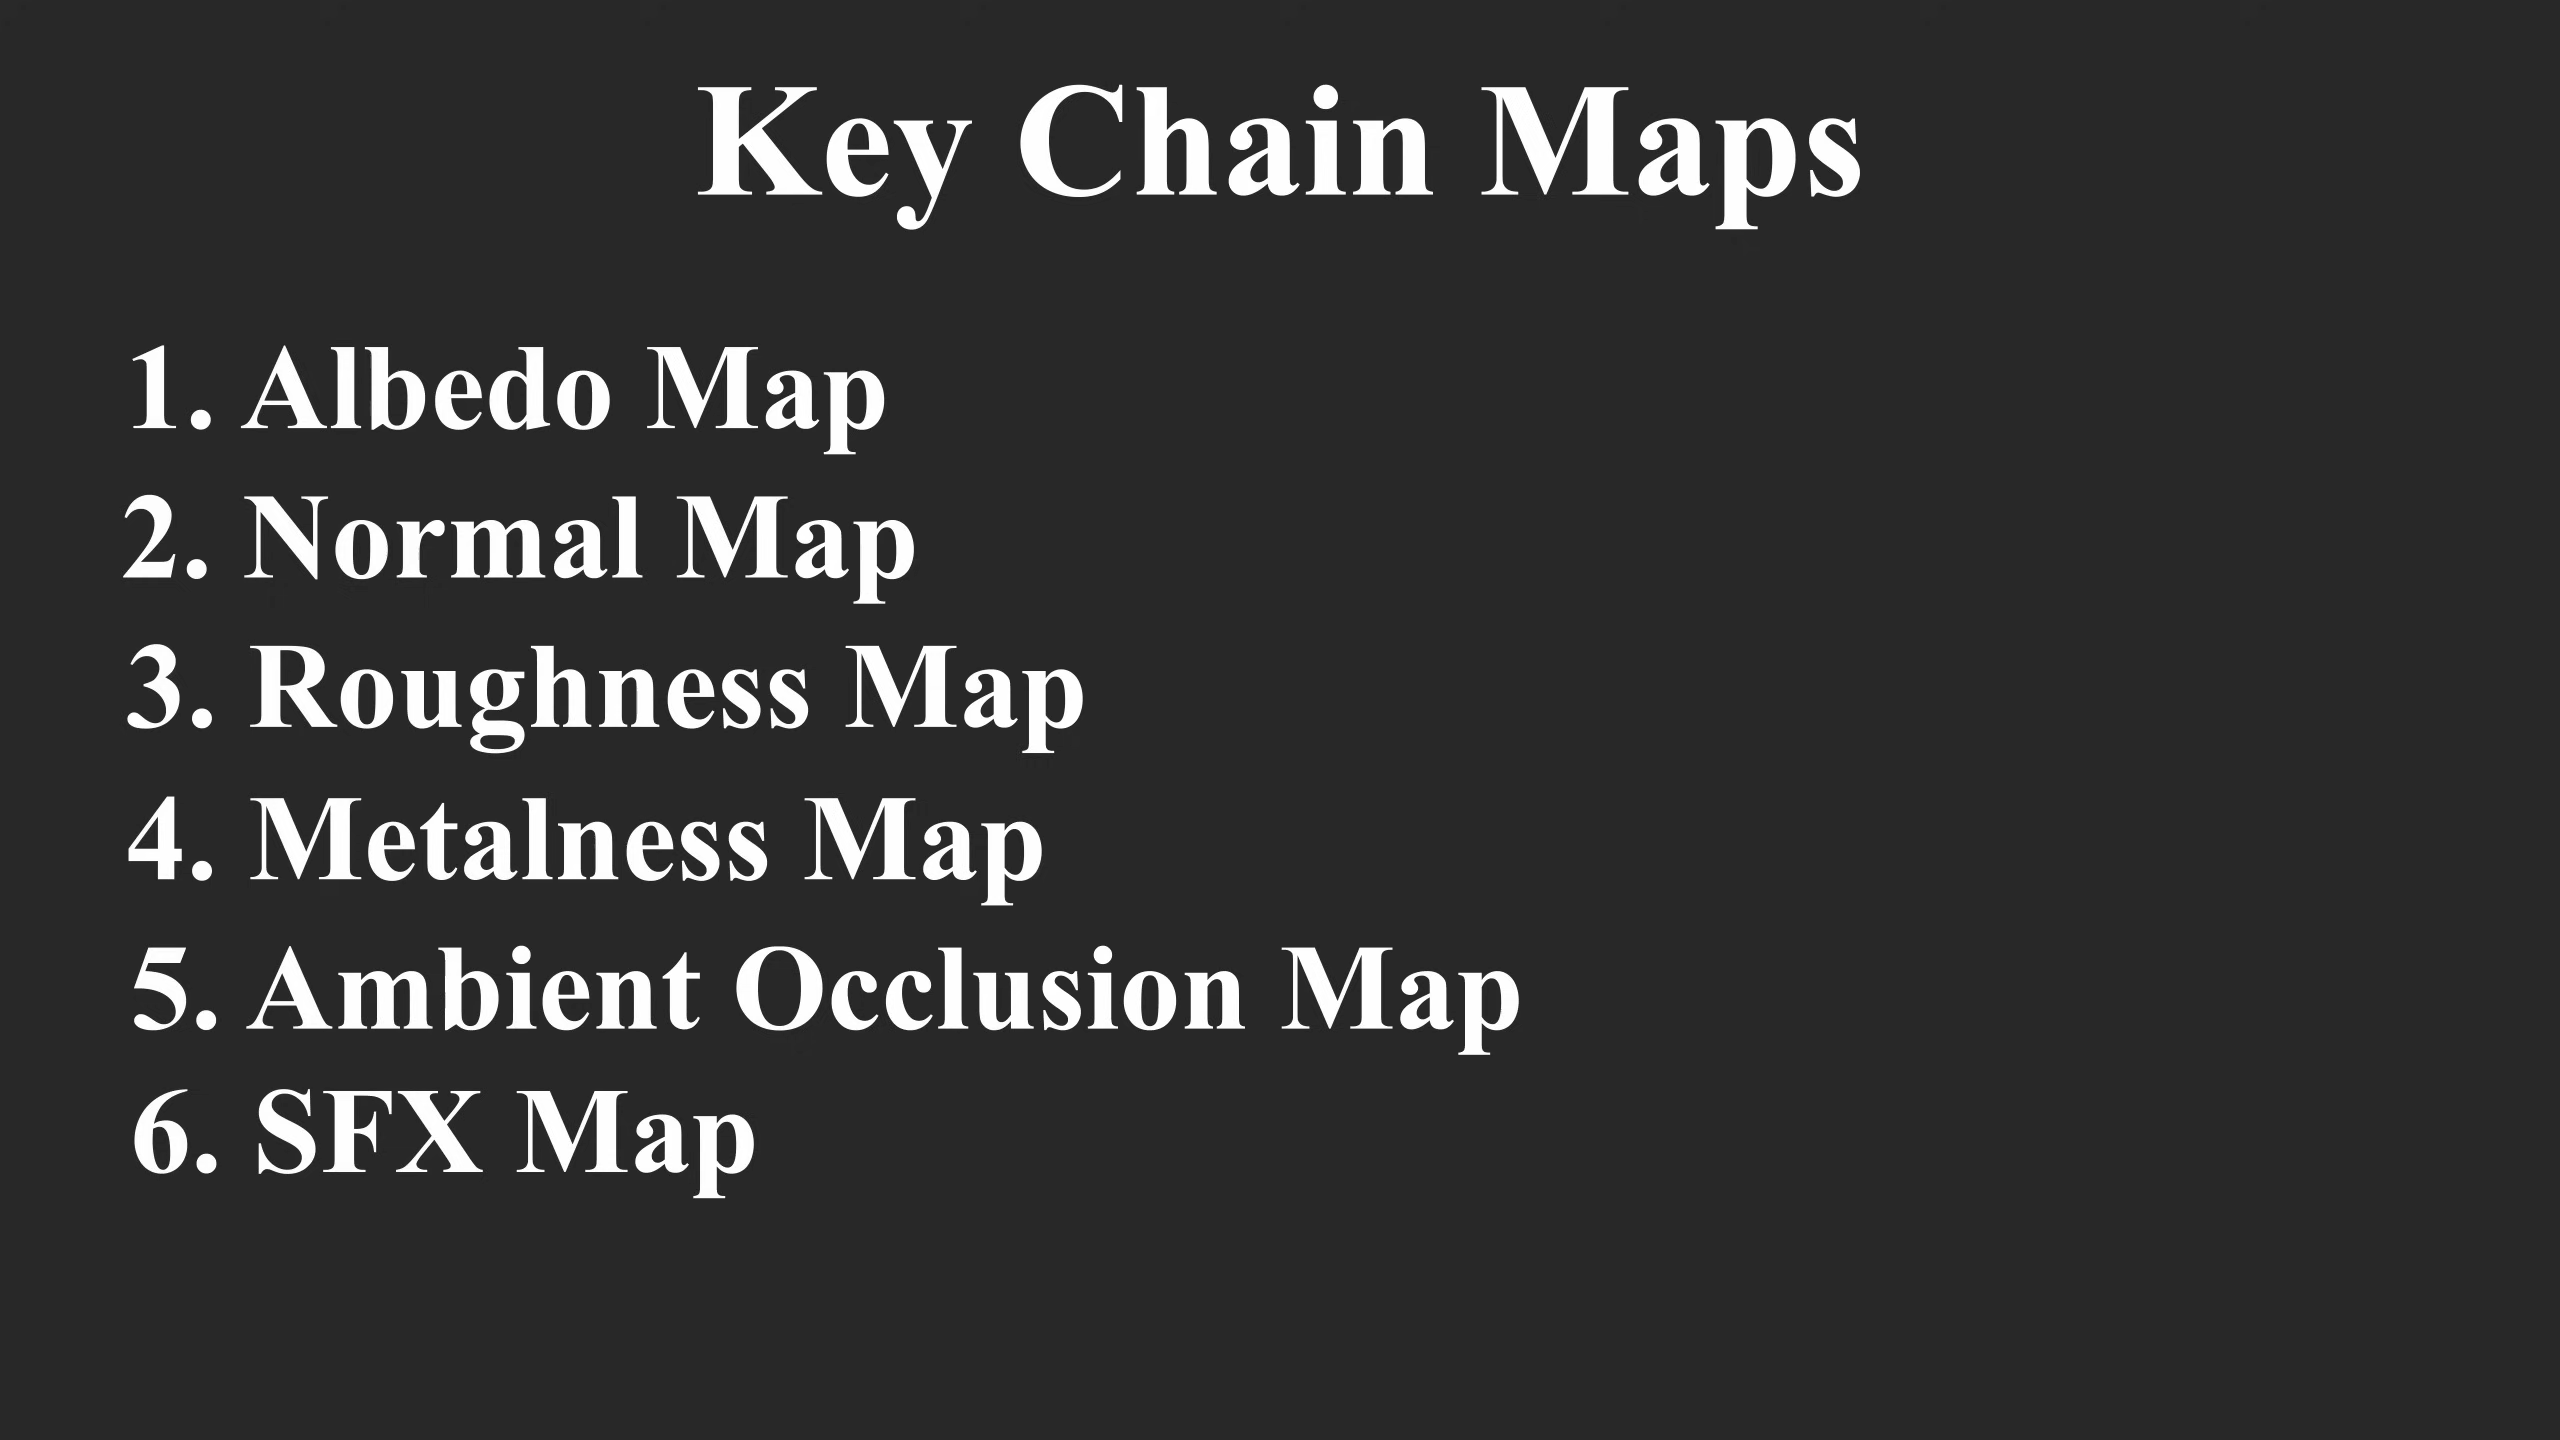 Key Chain Maps
1. Albedo Map
2. Normal Map
3. Roughness Map
4. Metalness Map
5. Ambient Occlusion Map
6. SFX Map